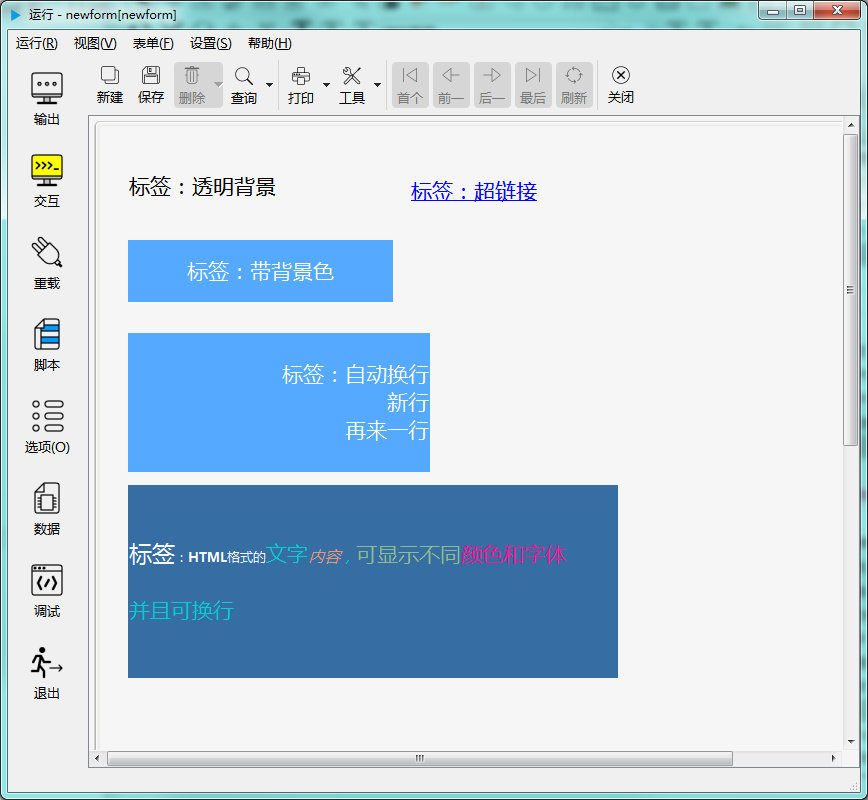 运行 - newform[newform]
运行(R) 视图(V) 表单(F) 设置(S) 帮助(H)
新建 保存 删除 查询 打印 工具 首个 前一 后一 最后 刷新 关闭
输出
交互
重载
脚本
选项(O)
数据
调试
退出
标签：透明背景
标签：超链接
标签：带背景色
标签：自动换行
新行
再来一行
标签：HTML格式的文字内容，可显示不同颜色和字体
并且可换行